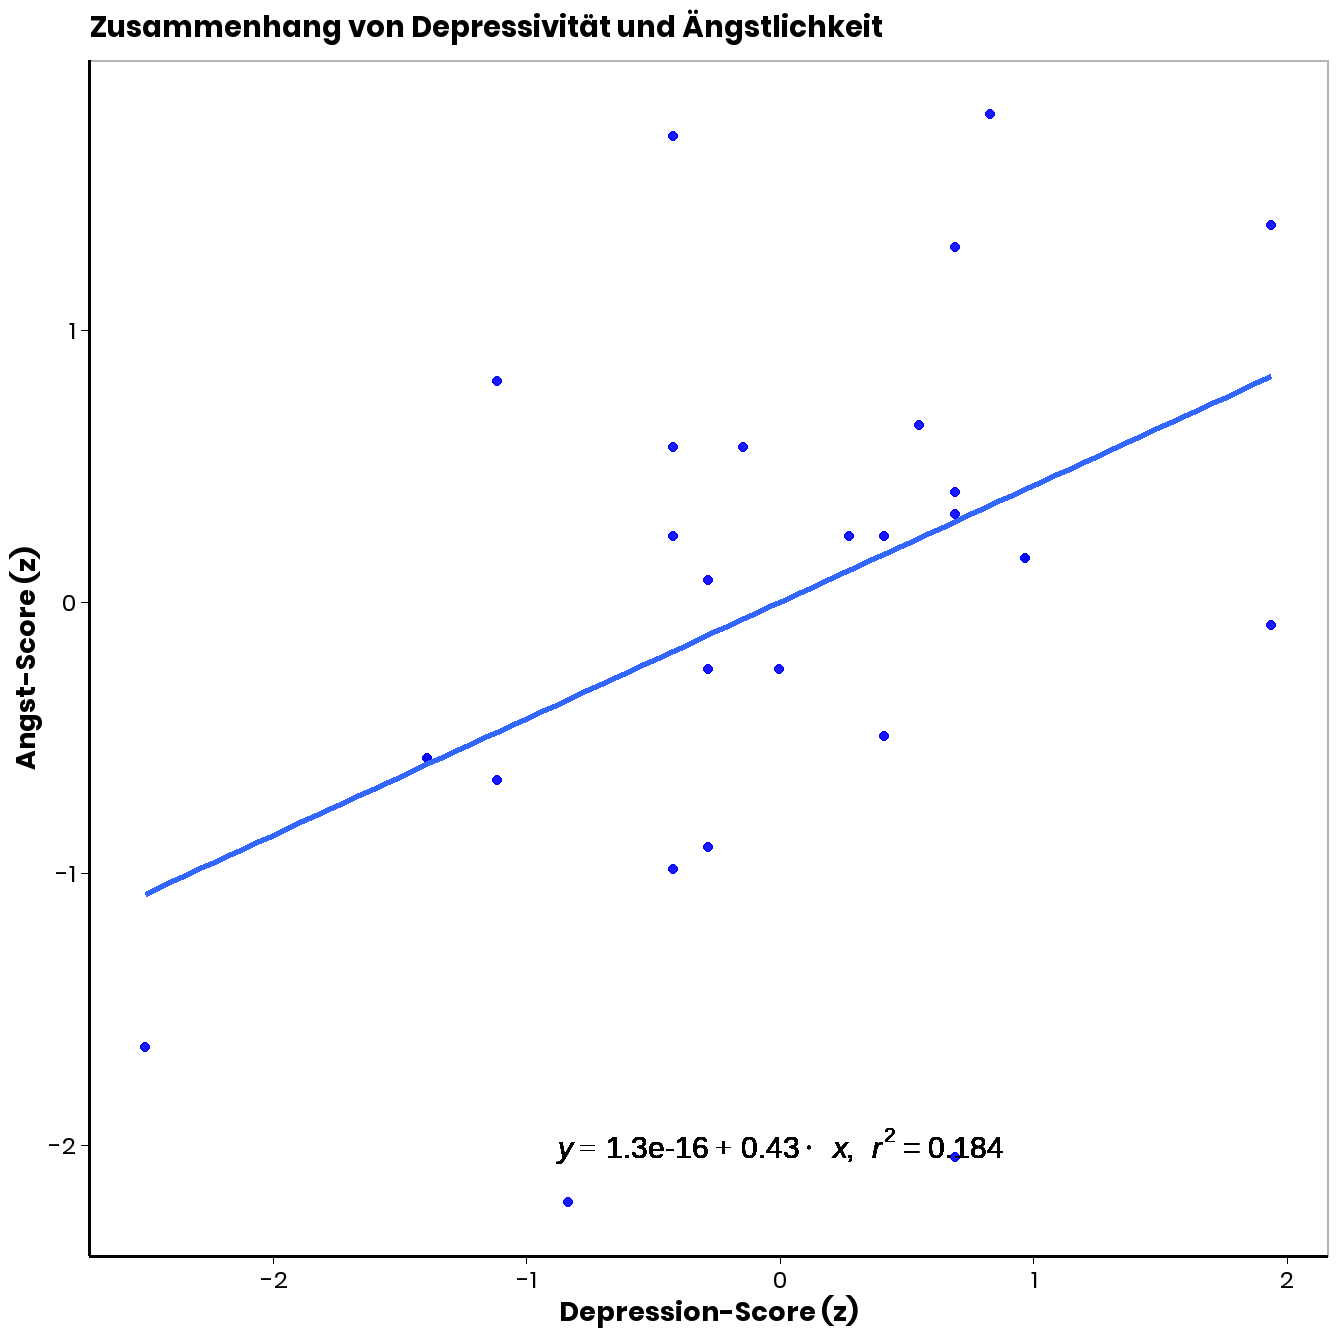 Zusammenhang von Depressivität und Ängstlichkeit
Angst-Score (z)
1
0
−1
−2
y = 1.3e-16 + 0.43 · x, r² = 0.184
−2 −1 0 1 2
Depression-Score (z)